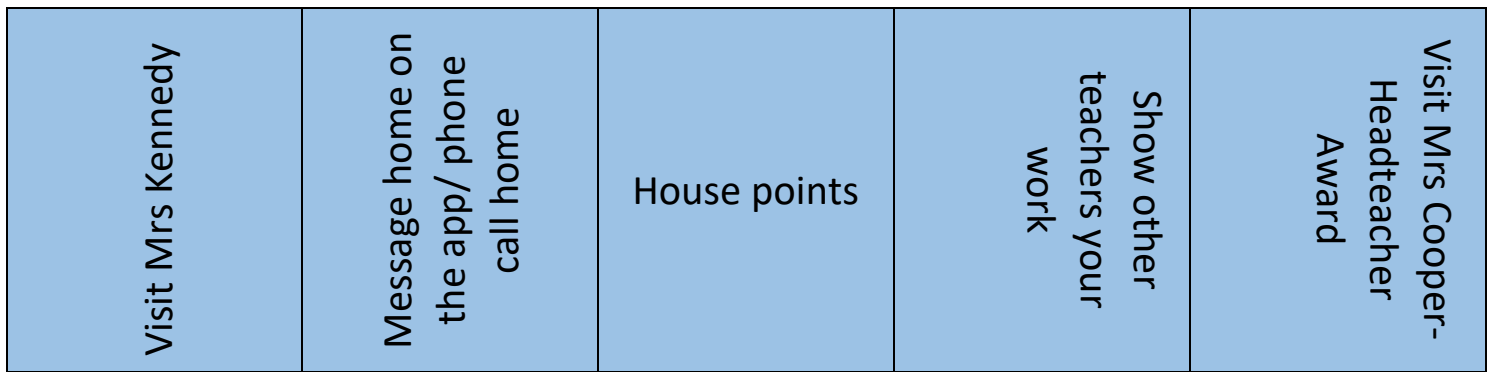 Visit Mrs Kennedy
Message home on
the app/ phone
call home
House points
Show other
teachers your
work
Visit Mrs Cooper-
Headteacher
Award